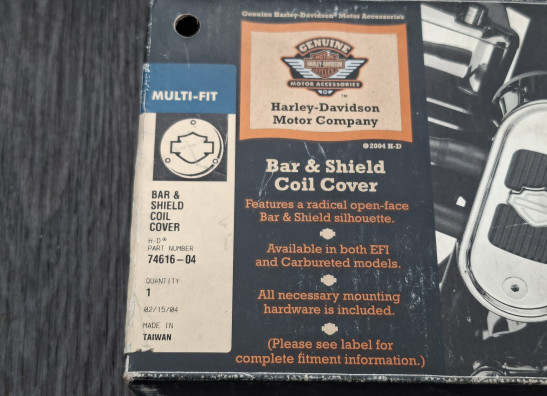 Genuine Harley-Davidson® Motor Accessories
GENUINE
HARLEY-DAVIDSON
MOTOR ACCESSORIES
™
Harley-Davidson
Motor Company
©2004 H-D
MULTI-FIT
BAR &
SHIELD
COIL
COVER
H-D®
PART NUMBER
74616-04
QUANTITY
1
02/15/04
MADE IN
TAIWAN
Bar & Shield
Coil Cover
Features a radical open-face
Bar & Shield silhouette.
Available in both EFI
and Carbureted models.
All necessary mounting
hardware is included.
(Please see label for
complete fitment information.)